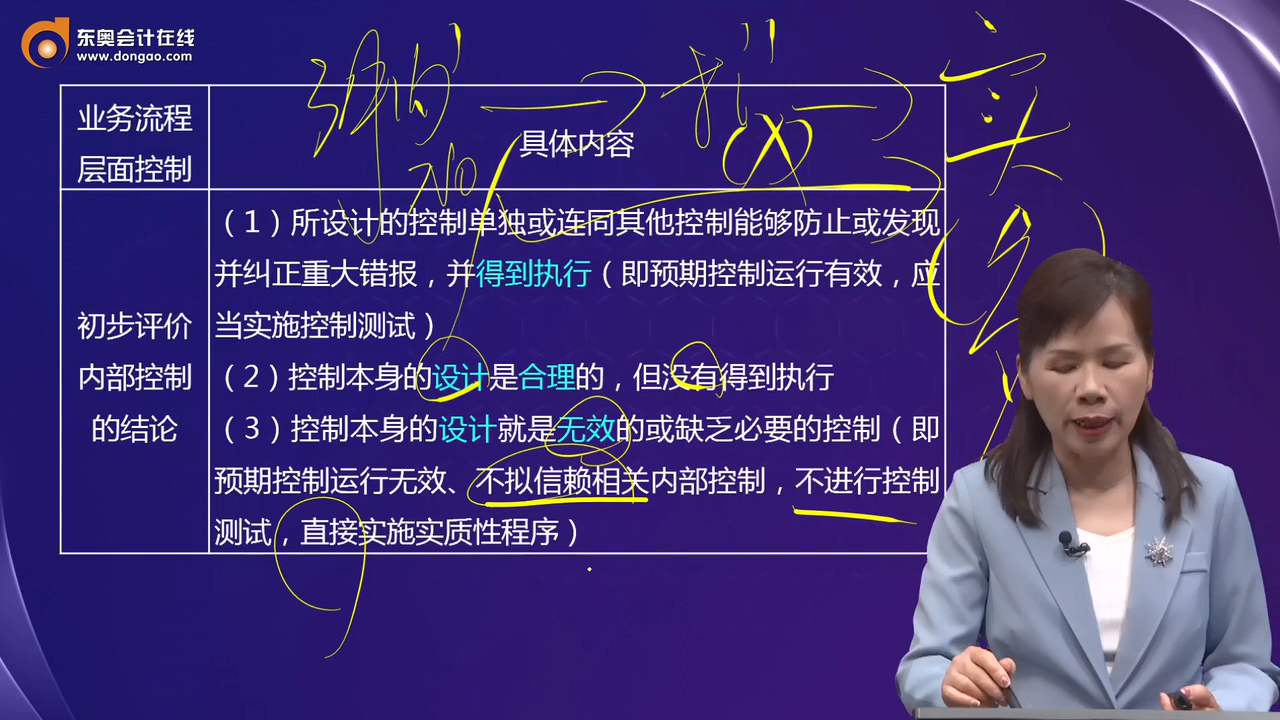 东奥会计在线
www.dongao.com
业务流程
层面控制
具体内容
初步评价
内部控制
的结论
（1）所设计的控制单独或连同其他控制能够防止或发现
并纠正重大错报，并得到执行（即预期控制运行有效，应
当实施控制测试）
（2）控制本身的设计是合理的，但没有得到执行
（3）控制本身的设计就是无效的或缺乏必要的控制（即
预期控制运行无效、不拟信赖相关内部控制，不进行控制
测试，直接实施实质性程序）